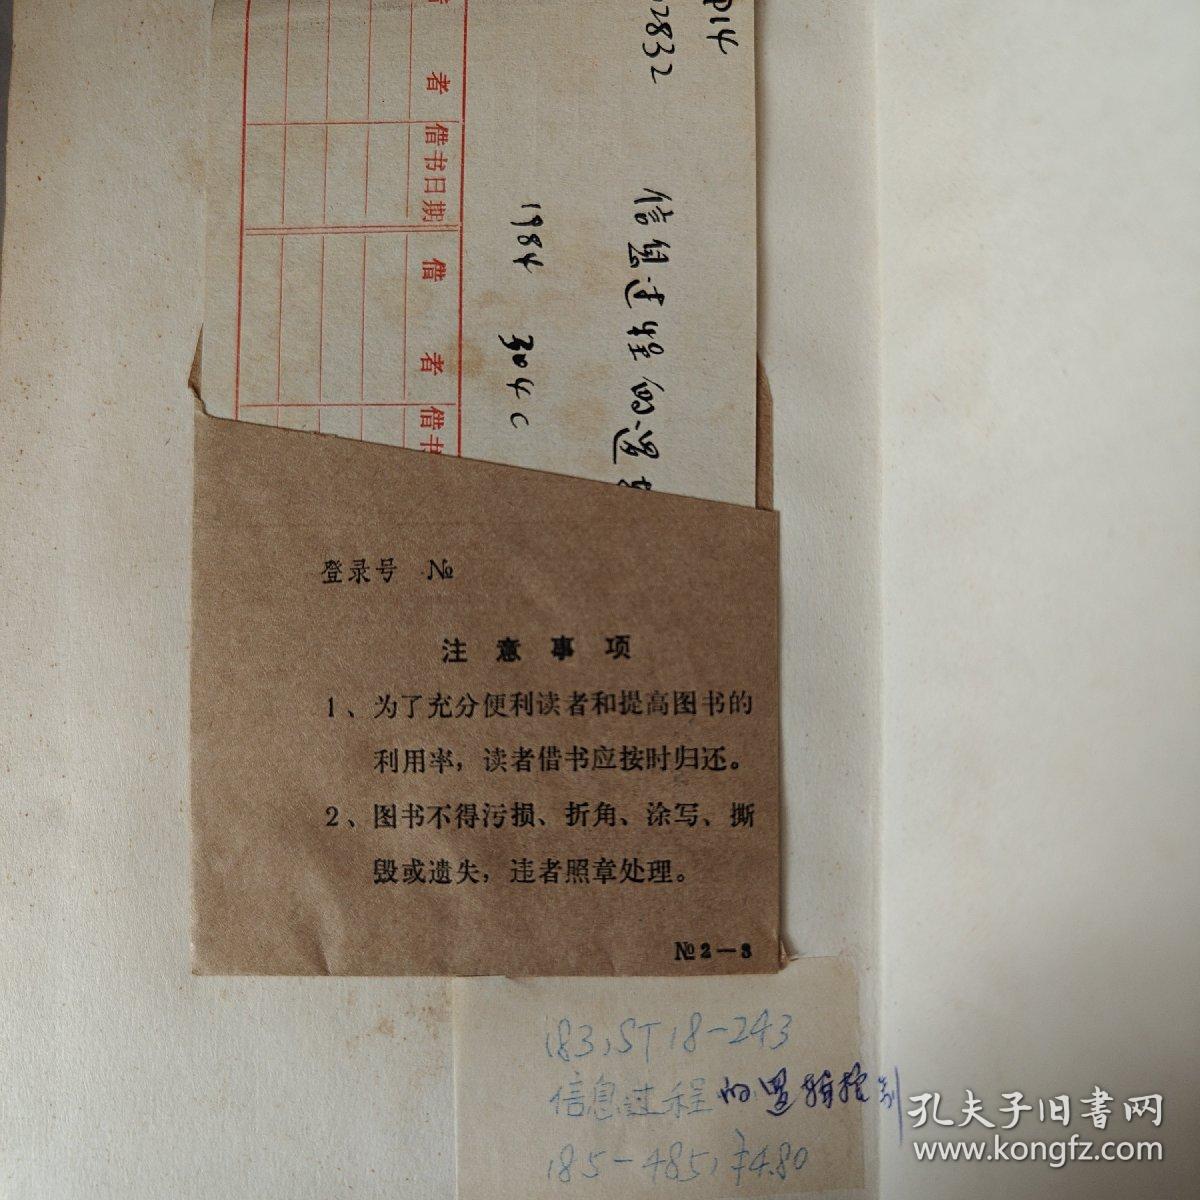 P14
2832
信息过程的逻
1984 304c
者 借书日期 借 者 借书
登录号 №
注意事项
1、为了充分便利读者和提高图书的
利用率，读者借书应按时归还。
2、图书不得污损、折角、涂写、撕
毁或遗失，违者照章处理。
№2—3
183,ST18-243
信息过程的逻辑控制
185-485,¥4.80
孔夫子旧书网
www.kongfz.com